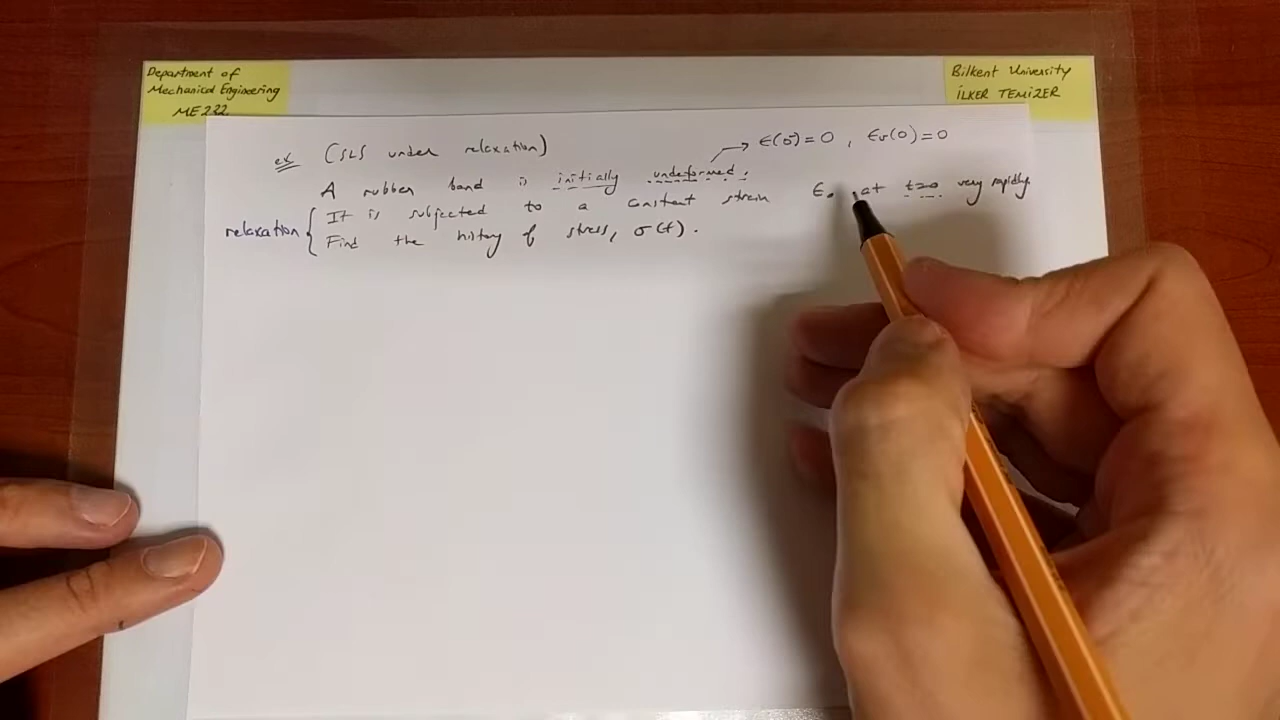 Department of
Mechanical Engineering
ME 222
Bilkent University
İLKER TEMİZER
ex (SLS under relaxation)
→ ϵ(0⁻)=0 , ϵv(0)=0
A rubber band is initially undeformed.
It is subjected to a constant strain ϵ₀ at t=0 very rapidly
relaxation { Find the history of stress, σ(t).